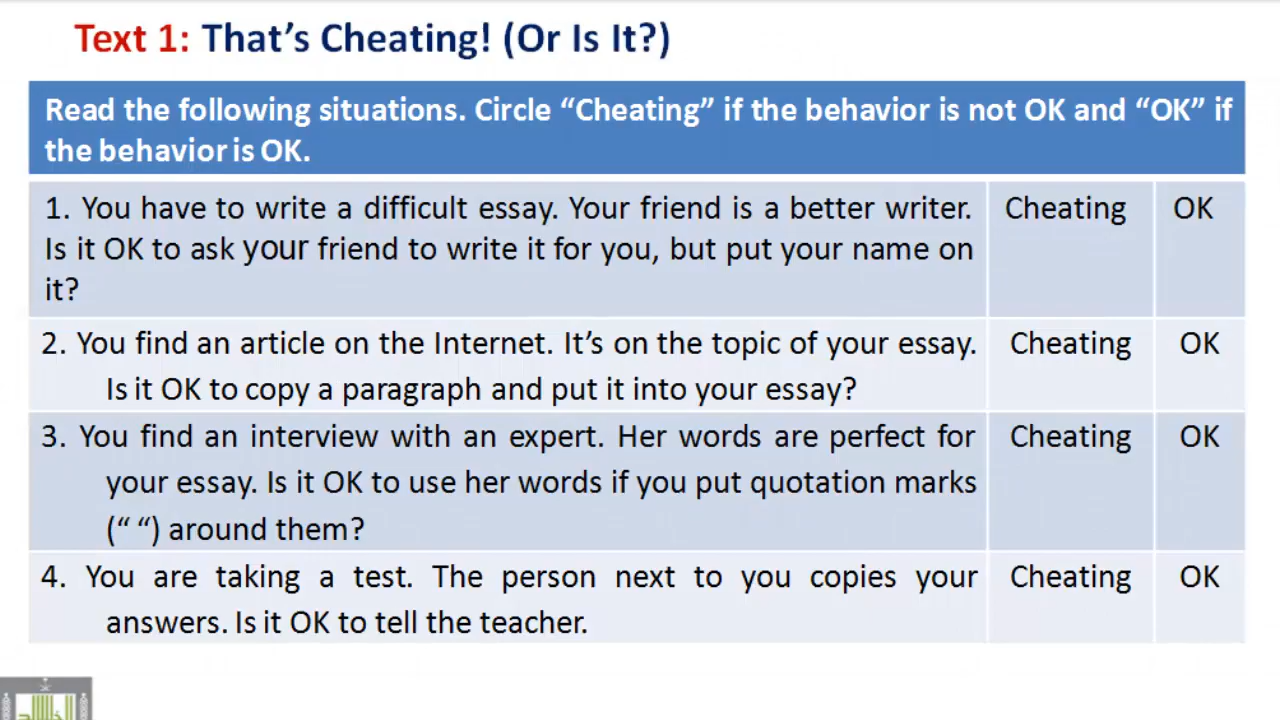 Text 1: That’s Cheating! (Or Is It?)
Read the following situations. Circle “Cheating” if the behavior is not OK and “OK” if
the behavior is OK.
1. You have to write a difficult essay. Your friend is a better writer. Cheating OK
Is it OK to ask your friend to write it for you, but put your name on
it?
2. You find an article on the Internet. It’s on the topic of your essay. Cheating OK
Is it OK to copy a paragraph and put it into your essay?
3. You find an interview with an expert. Her words are perfect for Cheating OK
your essay. Is it OK to use her words if you put quotation marks
(“ “) around them?
4. You are taking a test. The person next to you copies your Cheating OK
answers. Is it OK to tell the teacher.